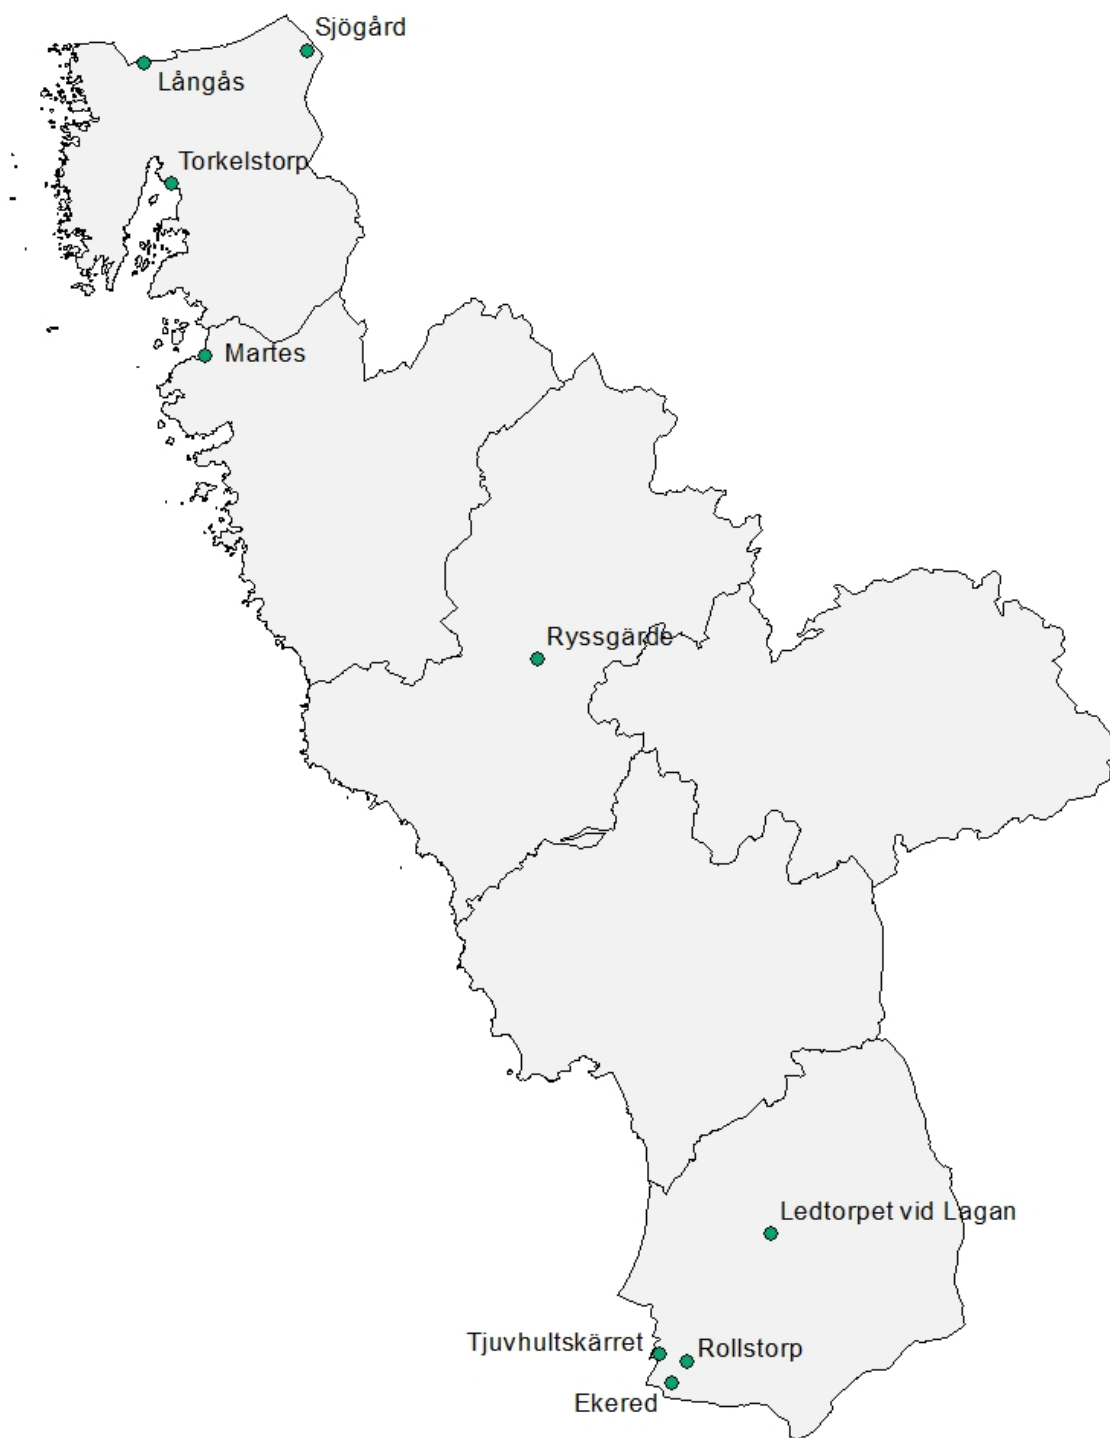 Sjögård
Långås
Torkelstorp
Martes
Ryssgärde
Ledtorpet vid Lagan
Tjuvhultskärret
Rollstorp
Ekered